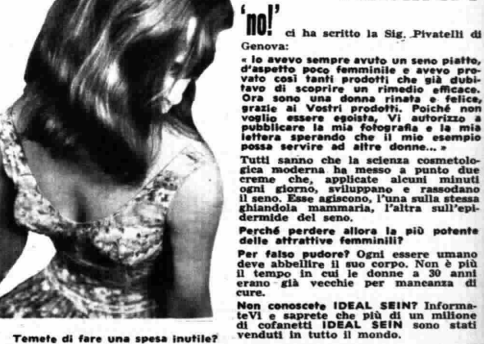 'no!' ci ha scritto la Sig. Pivatelli di
Genova:
« Io avevo sempre avuto un seno piatto,
d'aspetto poco femminile e avevo pro-
vato così tanti prodotti che già dubi-
tavo di scoprire un rimedio efficace.
Ora sono una donna rinata e felice,
grazie ai Vostri prodotti. Poiché non
voglio essere egoista, Vi autorizzo a
pubblicare la mia fotografia e la mia
lettera sperando che il mio esempio
possa servire ad altre donne... »
Tutti sanno che la scienza cosmetolo-
gica moderna ha messo a punto due
creme che, applicate alcuni minuti
ogni giorno, sviluppano e rassodano
il seno. Esse agiscono, l'una sulla stessa
ghiandola mammaria, l'altra sull'epi-
dermide del seno.
Perché perdere allora la più potente
delle attrattive femminili?
Per falso pudore? Ogni essere umano
deve abbellire il suo corpo. Non è più
il tempo in cui le donne a 30 anni
erano già vecchie per mancanza di
cure.
Non conoscete IDEAL SEIN? Informa-
teVi e saprete che più di un milione
di cofanetti IDEAL SEIN sono stati
venduti in tutto il mondo.
Temete di fare una spesa inutile?